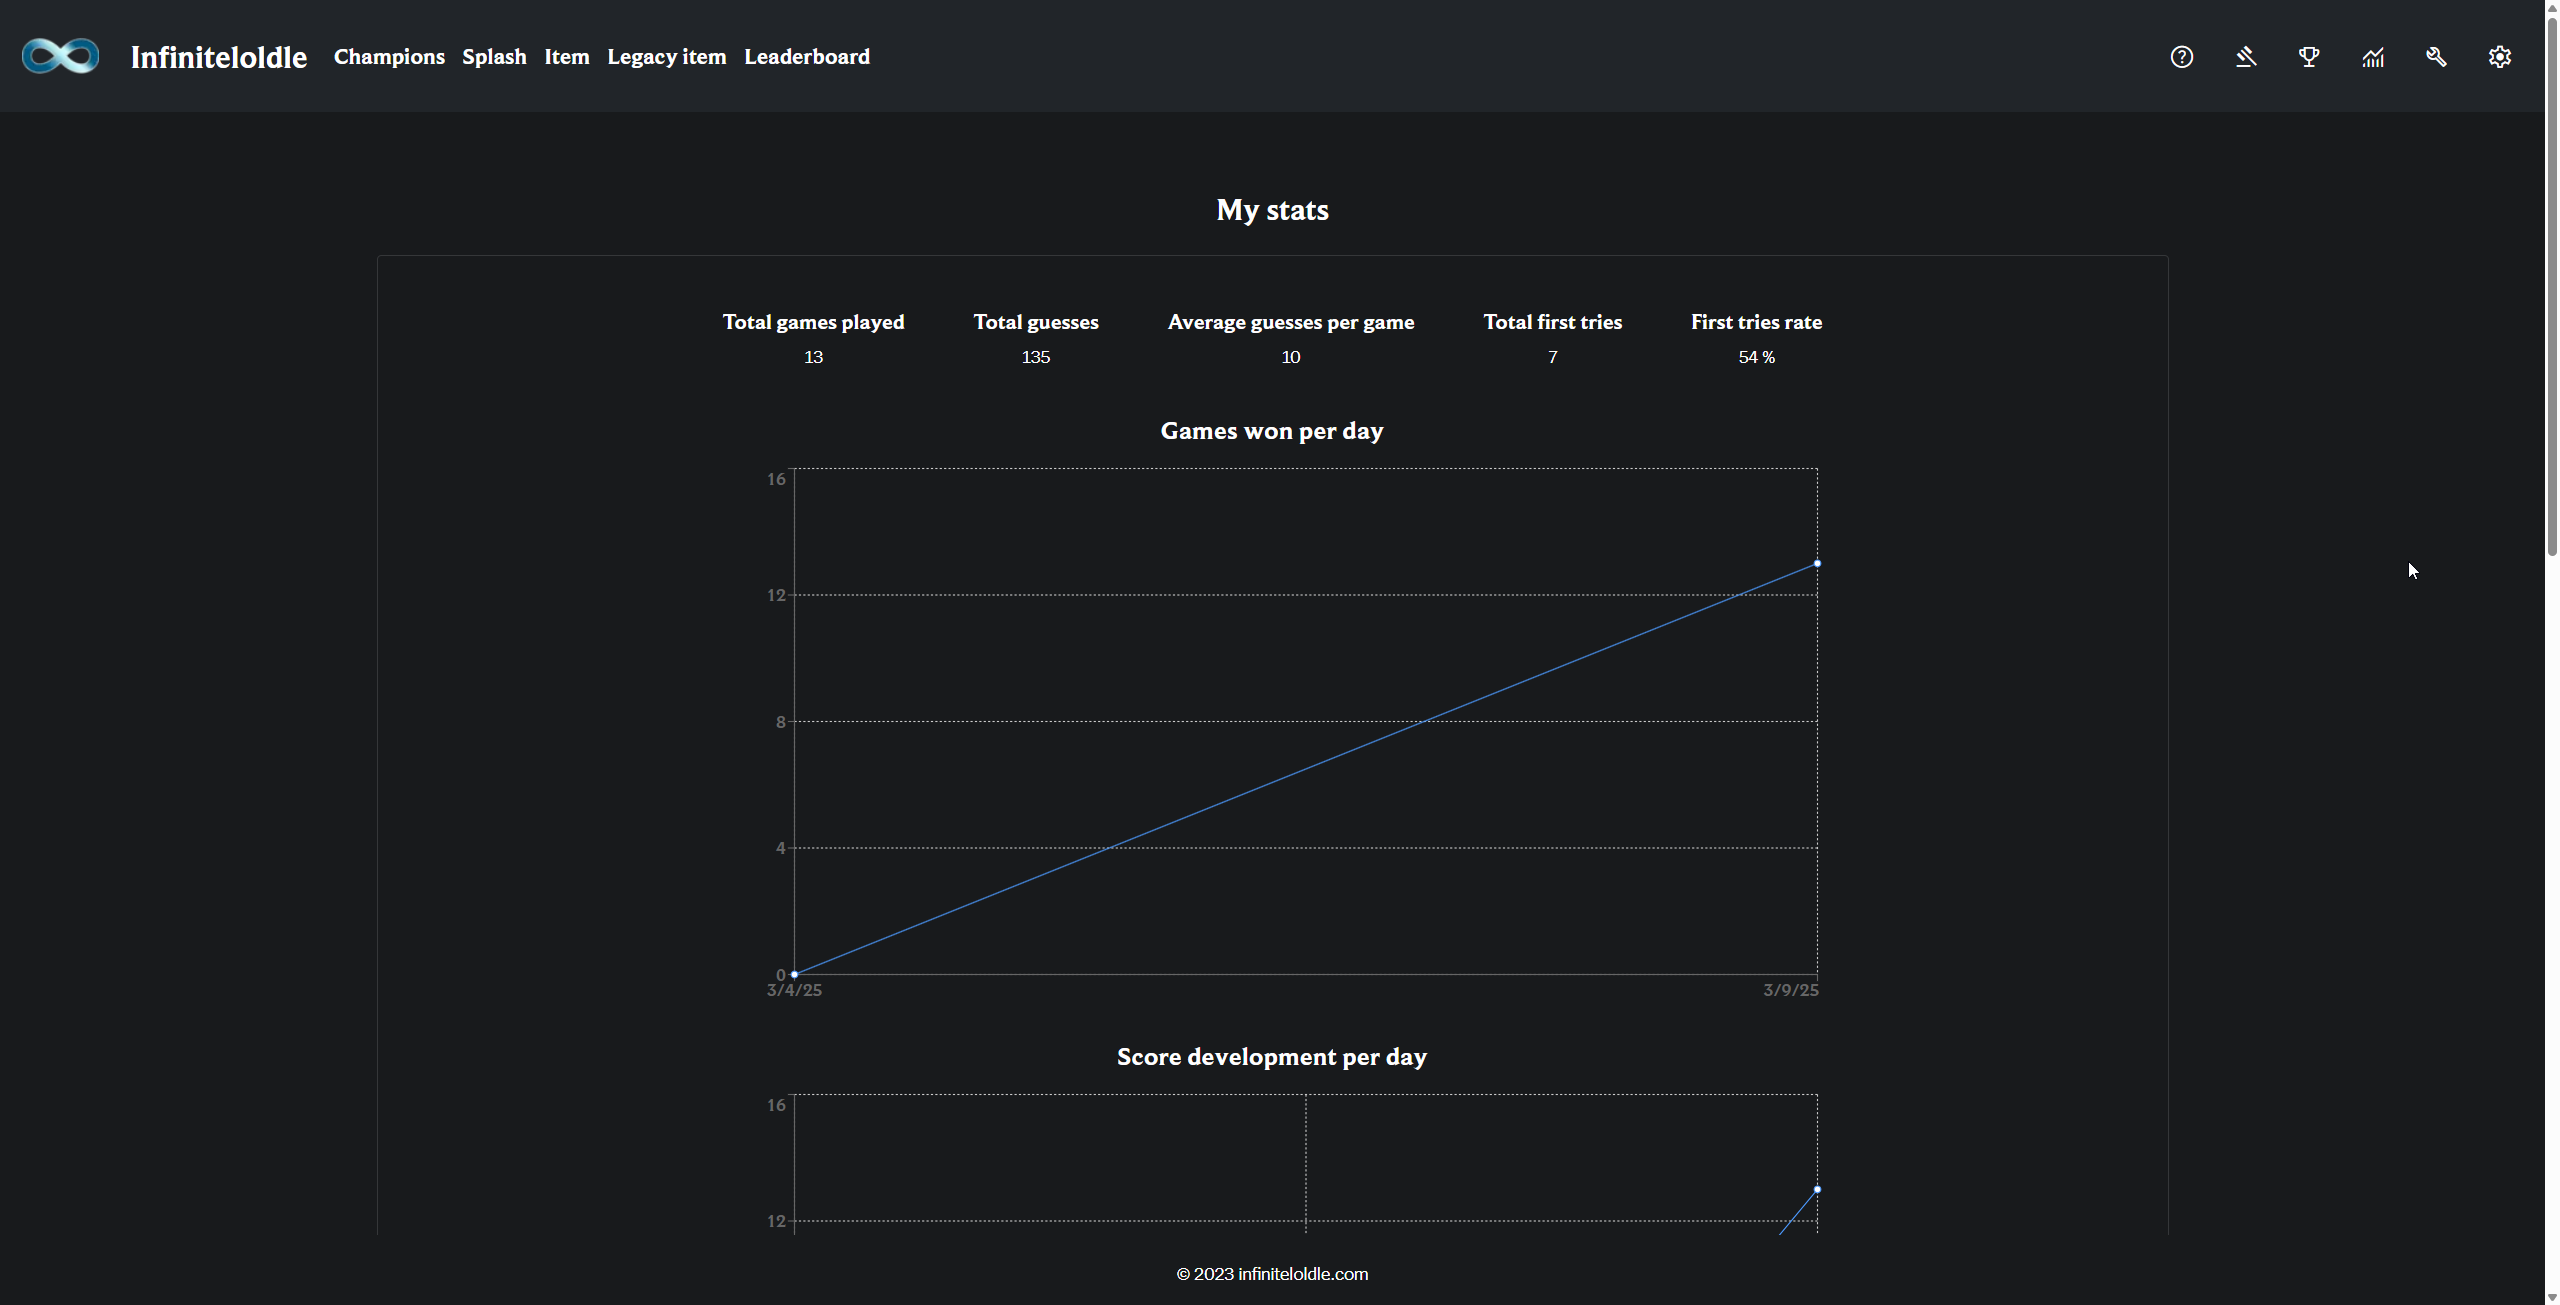 Infiniteloldle Champions Splash Item Legacy item Leaderboard
My stats
Total games played Total guesses Average guesses per game Total first tries First tries rate
13 135 10 7 54 %
Games won per day
16
12
8
4
0
3/4/25 3/9/25
Score development per day
16
12
© 2023 infiniteloldle.com